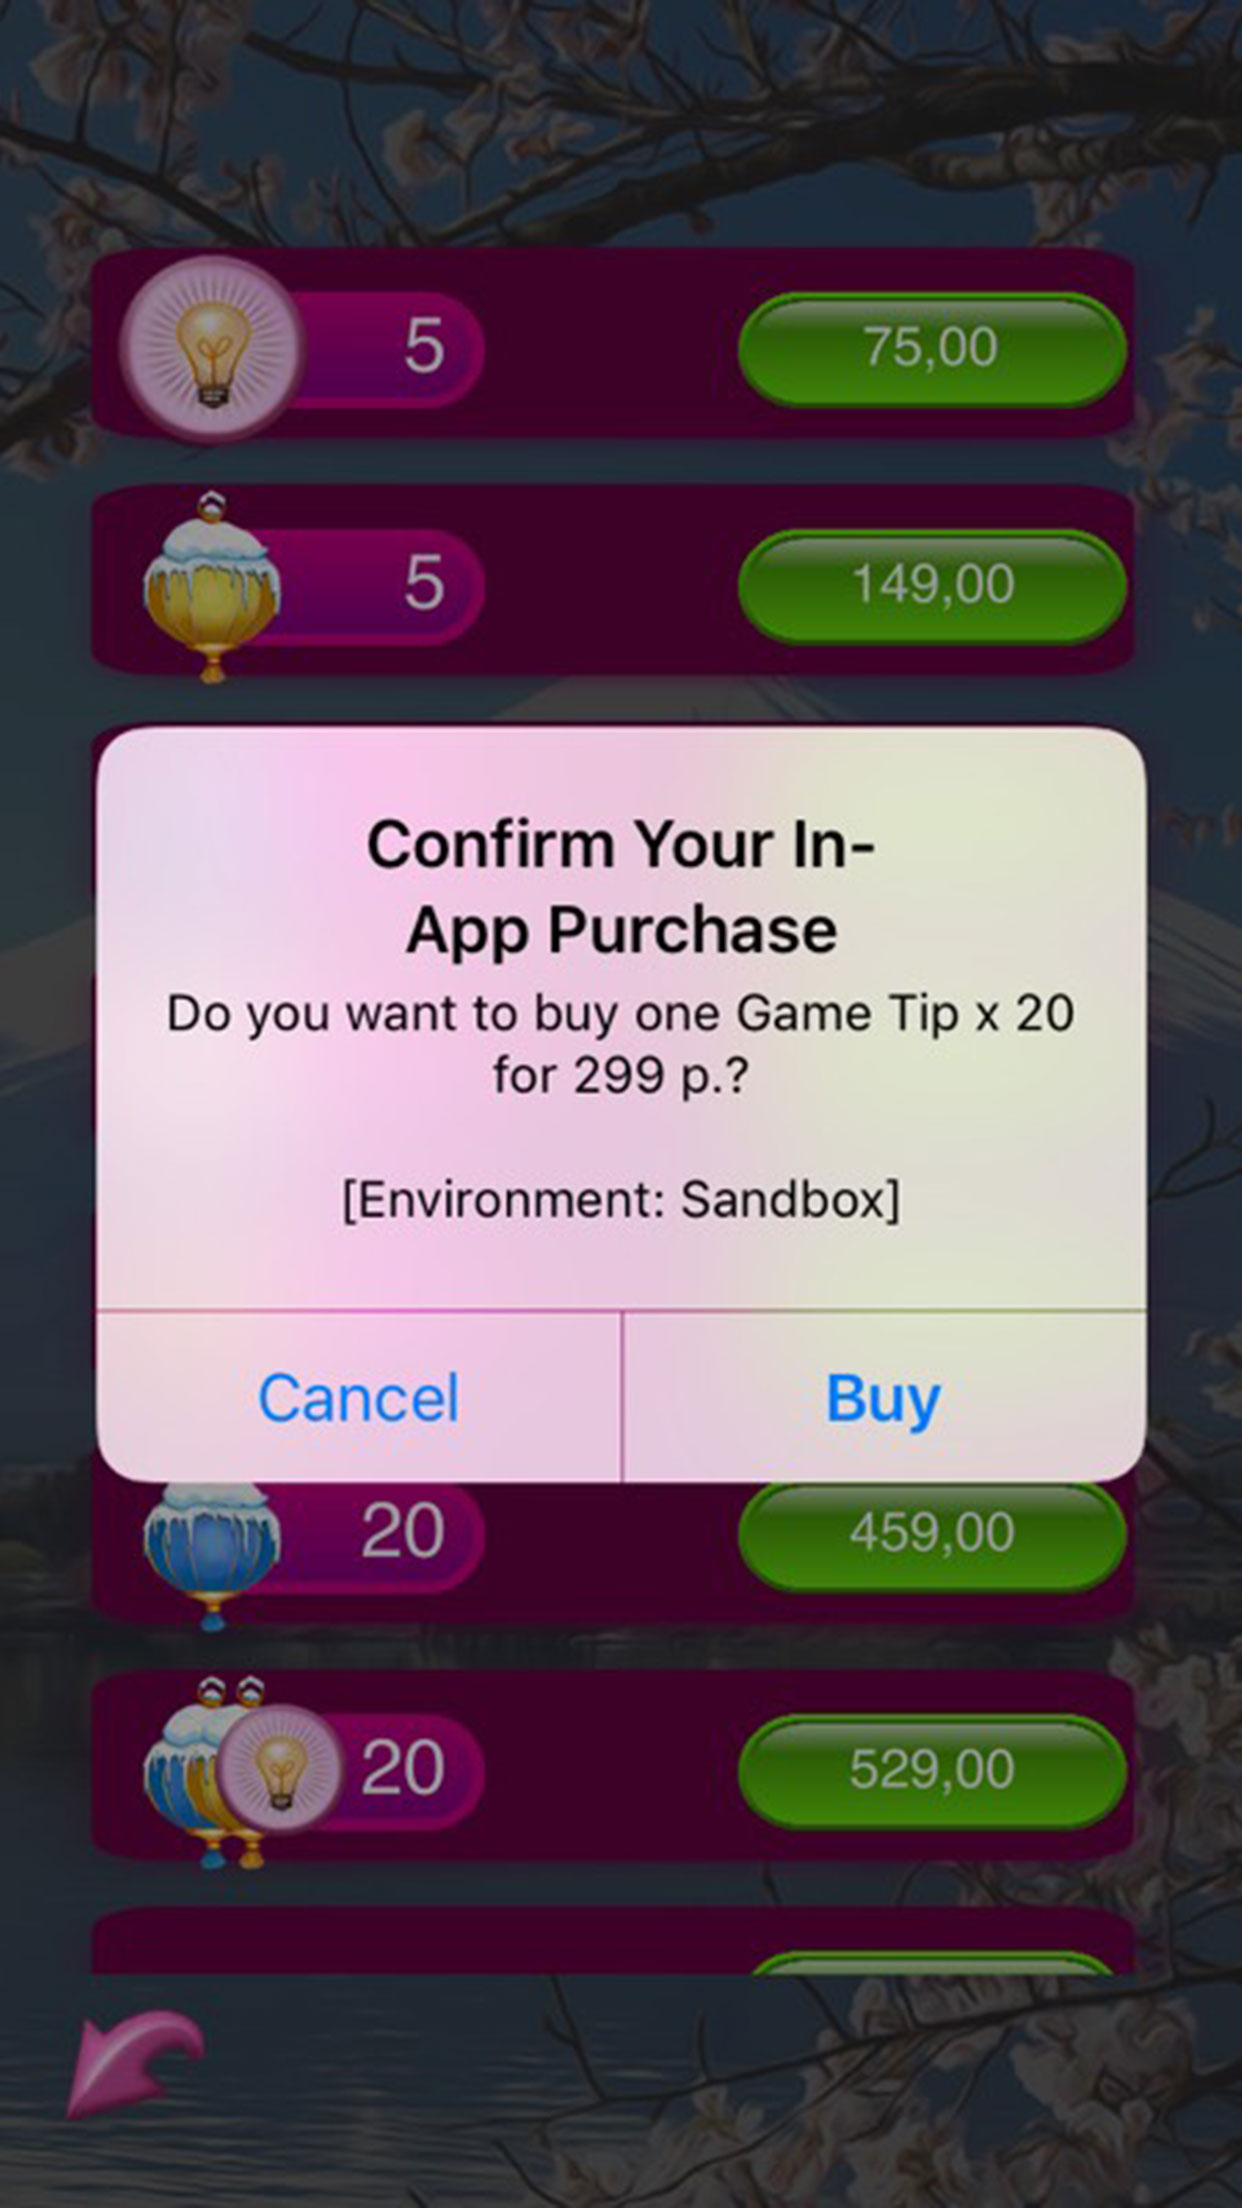 5
75,00
5
149,00
Confirm Your In-
App Purchase
Do you want to buy one Game Tip x 20
for 299 р.?
[Environment: Sandbox]
Cancel
Buy
20
459,00
20
529,00